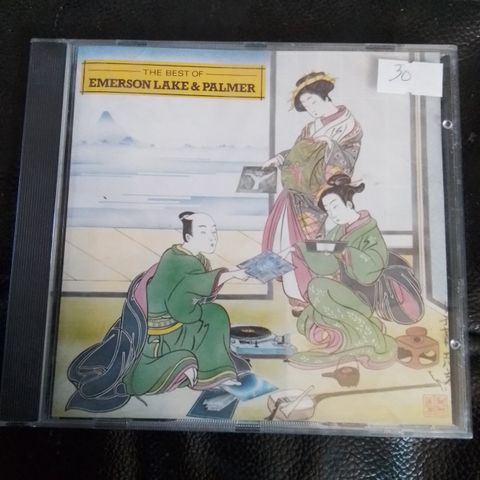 THE BEST OF
EMERSON LAKE & PALMER
30